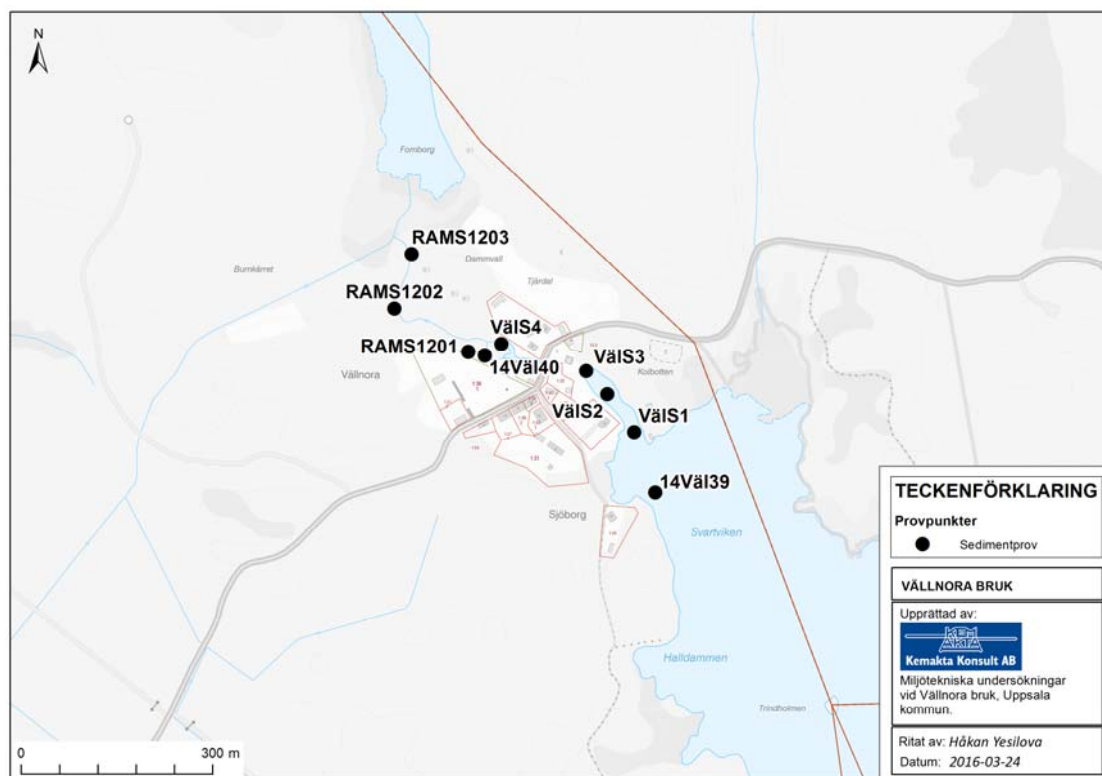 N
Fornborg
RAMS1203
Dammvall
Burnkärret
Tjärdal
RAMS1202
VälS4
RAMS1201
14Väl40
VälS3
Kolbotten
Vällnora
VälS2
VälS1
14Väl39
Sjöborg
Svartviken
Halldammen
Trindholmen
0 300 m
TECKENFÖRKLARING
Provpunkter
Sedimentprov
VÄLLNORA BRUK
Upprättad av:
KEM
AKTA
Kemakta Konsult AB
Miljötekniska undersökningar
vid Vällnora bruk, Uppsala
kommun.
Ritat av: Håkan Yesilova
Datum: 2016-03-24